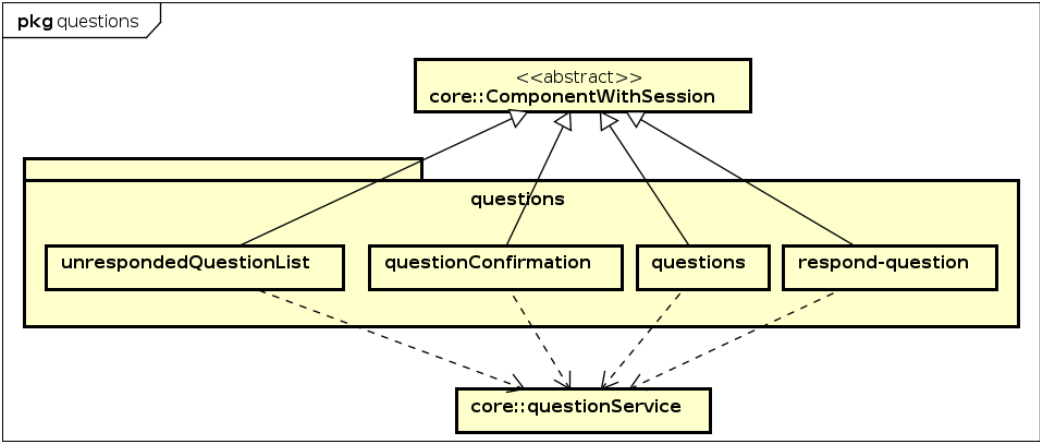 pkg questions
<<abstract>>
core::ComponentWithSession
questions
unrespondedQuestionList
questionConfirmation
questions
respond-question
core::questionService